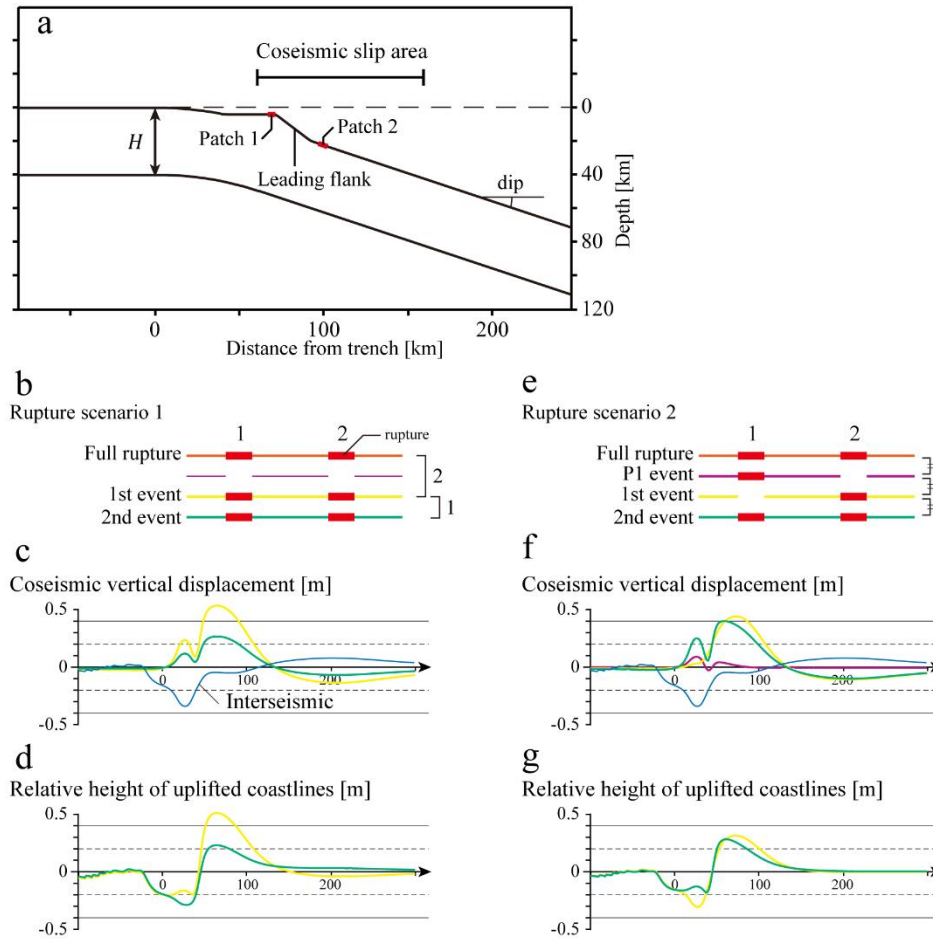 a
Coseismic slip area
H
Patch 1
Patch 2
Leading flank
dip
0
40
80
120
Depth [km]
0 100 200
Distance from trench [km]
b
Rupture scenario 1
1 2
rupture
Full rupture
1st event
2nd event
2
1
e
Rupture scenario 2
1 2
Full rupture
P1 event
1st event
2nd event
c
Coseismic vertical displacement [m]
0.5
0
-0.5
0 100 200
Interseismic
f
Coseismic vertical displacement [m]
0.5
0
-0.5
0 100 200
Interseismic
d
Relative height of uplifted coastlines [m]
0.5
0
-0.5
0 100 200
g
Relative height of uplifted coastlines [m]
0.5
0
-0.5
0 100 200